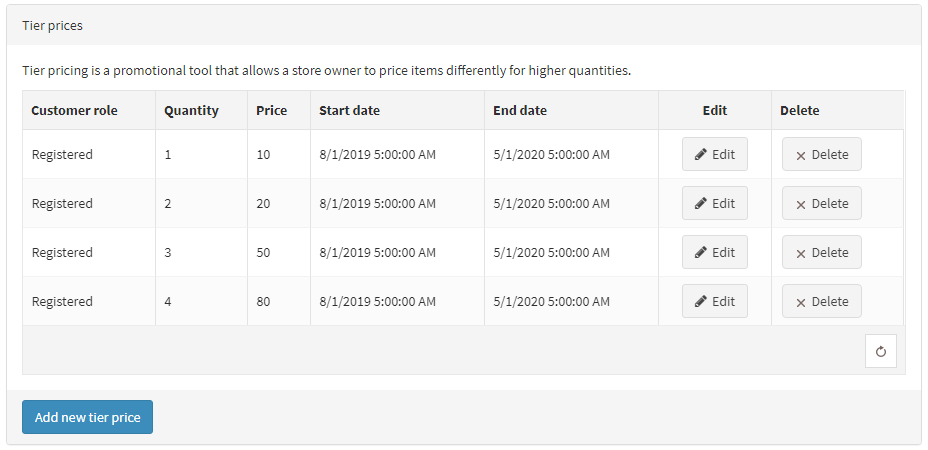 Tier prices
Tier pricing is a promotional tool that allows a store owner to price items differently for higher quantities.
Customer role Quantity Price Start date End date Edit Delete
Registered 1 10 8/1/2019 5:00:00 AM 5/1/2020 5:00:00 AM Edit Delete
Registered 2 20 8/1/2019 5:00:00 AM 5/1/2020 5:00:00 AM Edit Delete
Registered 3 50 8/1/2019 5:00:00 AM 5/1/2020 5:00:00 AM Edit Delete
Registered 4 80 8/1/2019 5:00:00 AM 5/1/2020 5:00:00 AM Edit Delete
Add new tier price